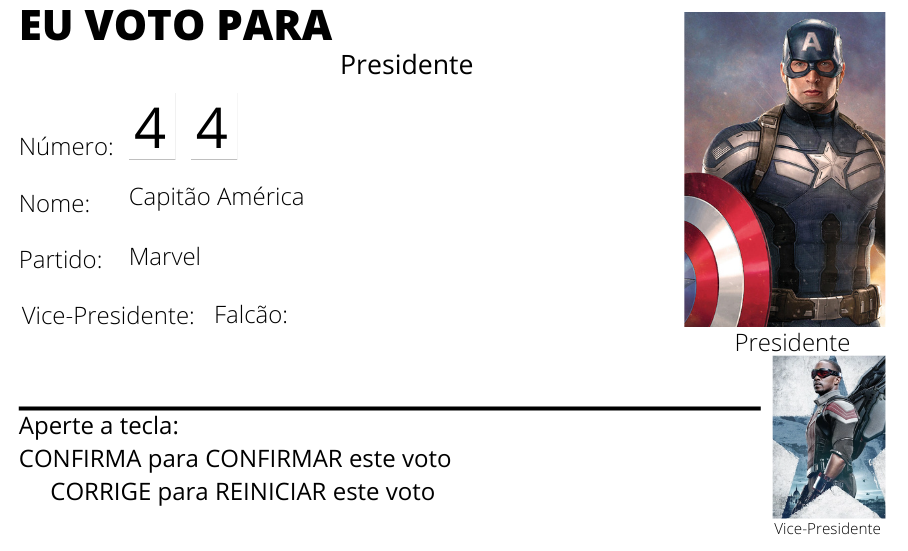 EU VOTO PARA
Presidente
Número: 4 4
Nome: Capitão América
Partido: Marvel
Vice-Presidente: Falcão:
Presidente
Aperte a tecla:
CONFIRMA para CONFIRMAR este voto
CORRIGE para REINICIAR este voto
Vice-Presidente
A